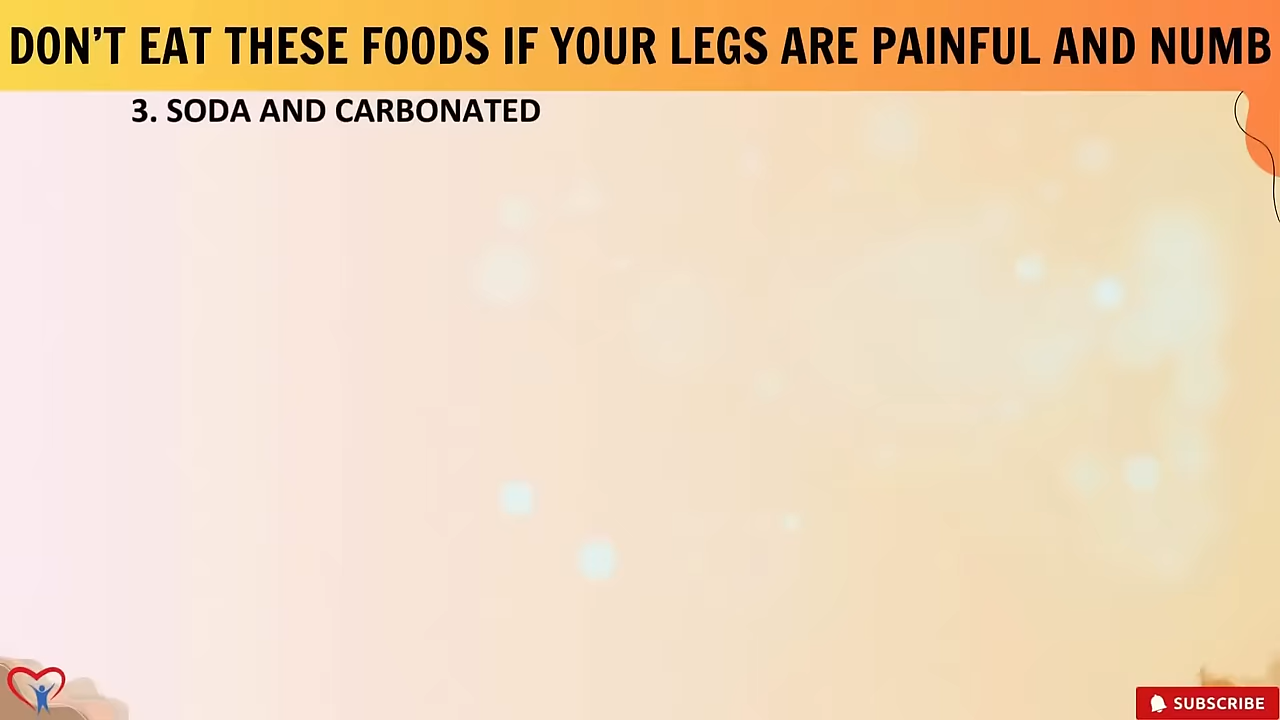 DON'T EAT THESE FOODS IF YOUR LEGS ARE PAINFUL AND NUMB
3. SODA AND CARBONATED
SUBSCRIBE